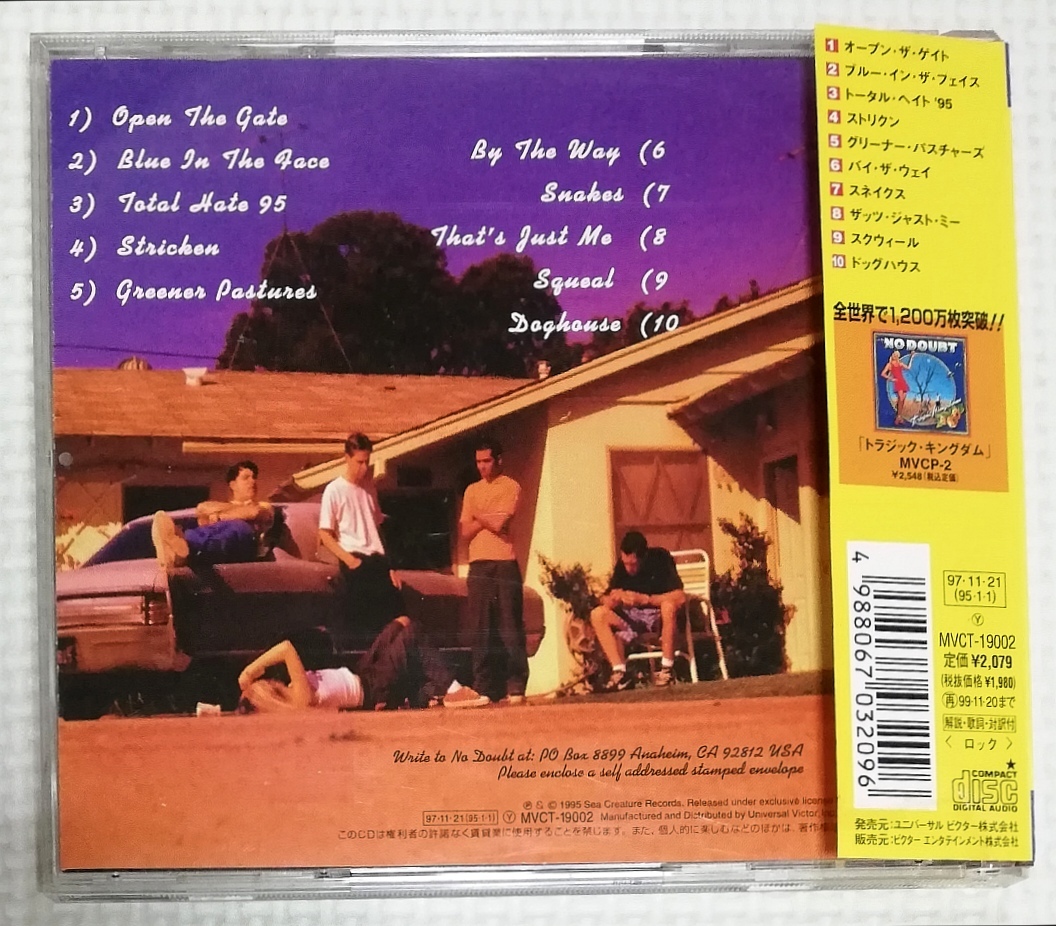 1) Open The Gate
2) Blue In The Face
3) Total Hate 95
4) Stricken
5) Greener Pastures
By The Way (6
Snakes (7
That's Just Me (8
Squeal (9
Doghouse (10
Write to No Doubt at: PO Box 8899 Anaheim, CA 92812 USA
Please enclose a self addressed stamped envelope
℗ & © 1995 Sea Creature Records. Released under exclusive license
97·11·21(95·1·1) Ⓨ MVCT-19002 Manufactured and Distributed by Universal Victor, Inc.
このCDは権利者の許諾なく賃貸業に使用することを禁じます。また、個人的に楽しむなどのほかは、著作権
1 オープン・ザ・ゲイト
2 ブルー・イン・ザ・フェイス
3 トータル・ヘイト '95
4 ストリクン
5 グリーナー・パスチャーズ
6 バイ・ザ・ウェイ
7 スネイクス
8 ザッツ・ジャスト・ミー
9 スクウィール
10 ドッグハウス
全世界で1,200万枚突破!!
NO DOUBT
「トラジック・キングダム」
MVCP-2
¥2,548(税込定価)
4 988067 032096
97·11·21
(95·1·1)
Ⓨ
MVCT-19002
定価¥2,079
(税抜価格¥1,980)
再99·11·20まで
解説・歌詞・対訳付
〈 ロック 〉
★
COMPACT
disc
DIGITAL AUDIO
発売元:ユニバーサル ビクター株式会社
販売元:ビクター エンタテインメント株式会社